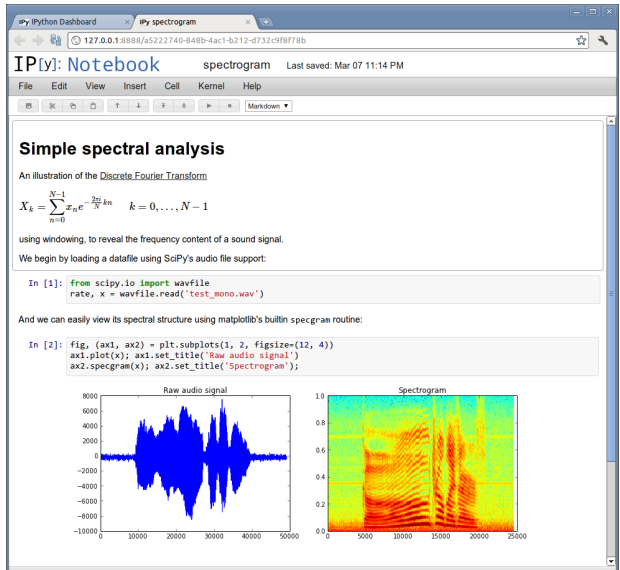 IP[y]: IPython Dashboard
IPy spectrogram
127.0.0.1:8888/a5222740-848b-4ac1-b212-d732c9f8f78b
IP[y]: Notebook spectrogram Last saved: Mar 07 11:14 PM
File Edit View Insert Cell Kernel Help
Markdown
Simple spectral analysis
An illustration of the Discrete Fourier Transform
X_k = \sum_{n=0}^{N-1} x_n e^{-\frac{2\pi i}{N} kn} k = 0, . . . , N − 1
using windowing, to reveal the frequency content of a sound signal.
We begin by loading a datafile using SciPy's audio file support:
In [1]: from scipy.io import wavfile
rate, x = wavfile.read('test_mono.wav')
And we can easily view its spectral structure using matplotlib's builtin specgram routine:
In [2]: fig, (ax1, ax2) = plt.subplots(1, 2, figsize=(12, 4))
ax1.plot(x); ax1.set_title('Raw audio signal')
ax2.specgram(x); ax2.set_title('Spectrogram');
Raw audio signal
8000
6000
4000
2000
0
−2000
−4000
−6000
−8000
−10000
0 10000 20000 30000 40000 50000
Spectrogram
1.0
0.8
0.6
0.4
0.2
0.0
0 5000 10000 15000 20000 25000